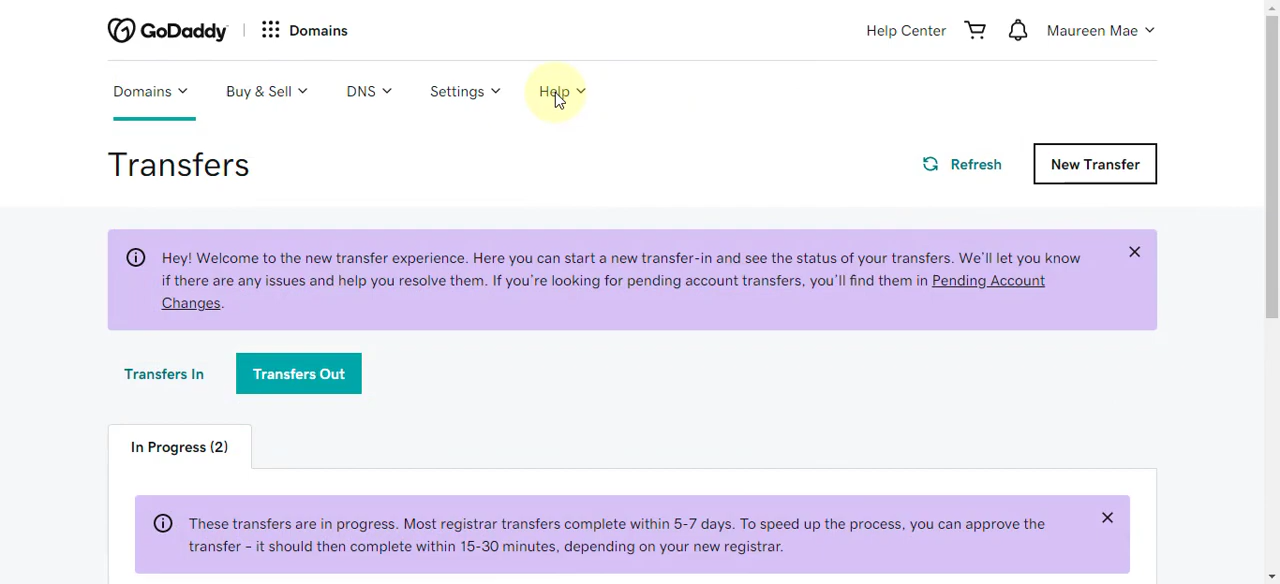 GoDaddy Domains Help Center Maureen Mae
Domains Buy & Sell DNS Settings Help
Transfers Refresh New Transfer
Hey! Welcome to the new transfer experience. Here you can start a new transfer-in and see the status of your transfers. We'll let you know
if there are any issues and help you resolve them. If you're looking for pending account transfers, you'll find them in Pending Account
Changes.
Transfers In Transfers Out
In Progress (2)
These transfers are in progress. Most registrar transfers complete within 5-7 days. To speed up the process, you can approve the
transfer – it should then complete within 15-30 minutes, depending on your new registrar.